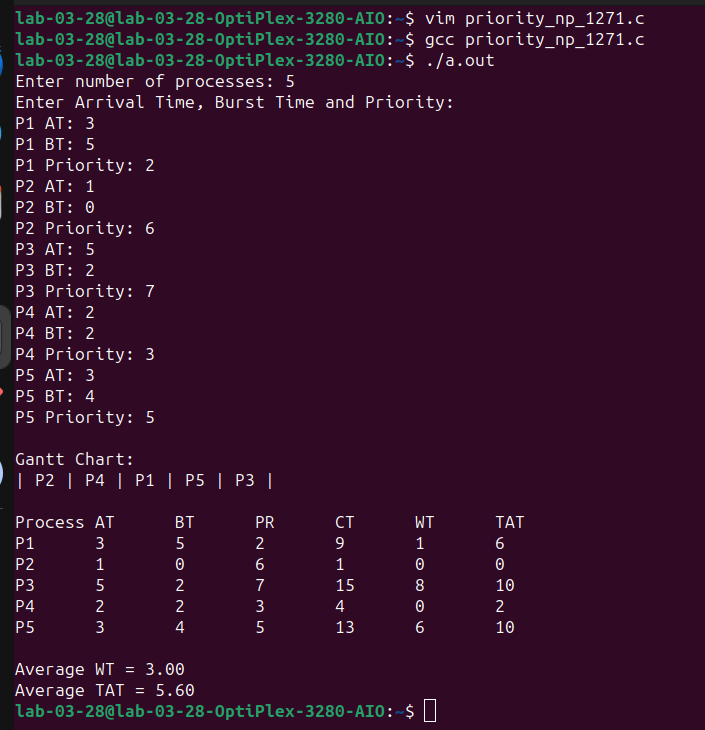 lab-03-28@lab-03-28-OptiPlex-3280-AIO:~$ vim priority_np_1271.c
lab-03-28@lab-03-28-OptiPlex-3280-AIO:~$ gcc priority_np_1271.c
lab-03-28@lab-03-28-OptiPlex-3280-AIO:~$ ./a.out
Enter number of processes: 5
Enter Arrival Time, Burst Time and Priority:
P1 AT: 3
P1 BT: 5
P1 Priority: 2
P2 AT: 1
P2 BT: 0
P2 Priority: 6
P3 AT: 5
P3 BT: 2
P3 Priority: 7
P4 AT: 2
P4 BT: 2
P4 Priority: 3
P5 AT: 3
P5 BT: 4
P5 Priority: 5

Gantt Chart:
| P2 | P4 | P1 | P5 | P3 |

Process AT      BT      PR      CT      WT      TAT
P1      3       5       2       9       1       6
P2      1       0       6       1       0       0
P3      5       2       7       15      8       10
P4      2       2       3       4       0       2
P5      3       4       5       13      6       10

Average WT = 3.00
Average TAT = 5.60
lab-03-28@lab-03-28-OptiPlex-3280-AIO:~$